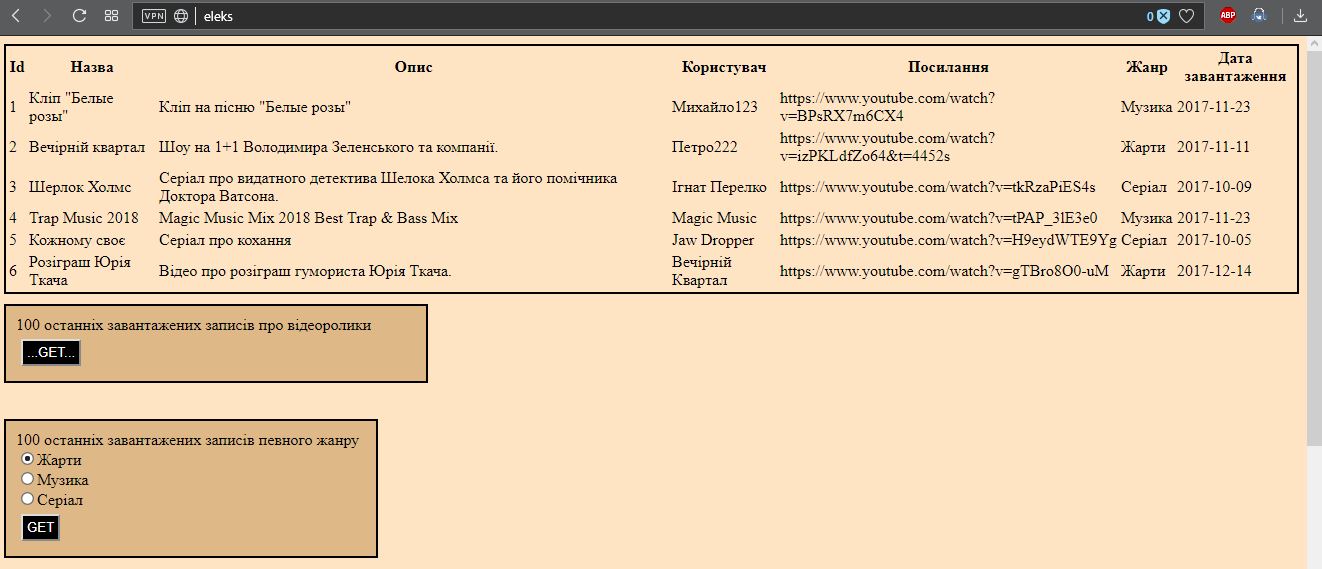 VPN eleks 0 ABP
Id Назва Опис Користувач Посилання Жанр Дата завантаження
1 Кліп "Белые розы" Кліп на пісню "Белые розы" Михайло123 https://www.youtube.com/watch?v=BPsRX7m6CX4 Музика 2017-11-23
2 Вечірній квартал Шоу на 1+1 Володимира Зеленського та компанії. Петро222 https://www.youtube.com/watch?v=izPKLdfZo64&t=4452s Жарти 2017-11-11
3 Шерлок Холмс Серіал про видатного детектива Шелока Холмса та його помічника Доктора Ватсона. Ігнат Перелко https://www.youtube.com/watch?v=tkRzaPiES4s Серіал 2017-10-09
4 Trap Music 2018 Magic Music Mix 2018 Best Trap & Bass Mix Magic Music https://www.youtube.com/watch?v=tPAP_3lE3e0 Музика 2017-11-23
5 Кожному своє Серіал про кохання Jaw Dropper https://www.youtube.com/watch?v=H9eydWTE9Yg Серіал 2017-10-05
6 Розіграш Юрія Ткача Відео про розіграш гумориста Юрія Ткача. Вечірній Квартал https://www.youtube.com/watch?v=gTBro8O0-uM Жарти 2017-12-14
100 останніх завантажених записів про відеоролики
...GET...
100 останніх завантажених записів певного жанру
Жарти
Музика
Серіал
GET